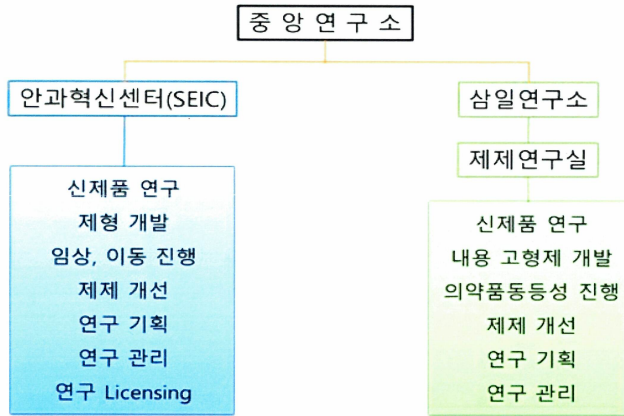 중 앙 연 구 소
안과혁신센터(SEIC)
신제품 연구
제형 개발
임상, 이동 진행
제제 개선
연구 기획
연구 관리
연구 Licensing
삼일연구소
제제연구실
신제품 연구
내용 고형제 개발
의약품동등성 진행
제제 개선
연구 기획
연구 관리